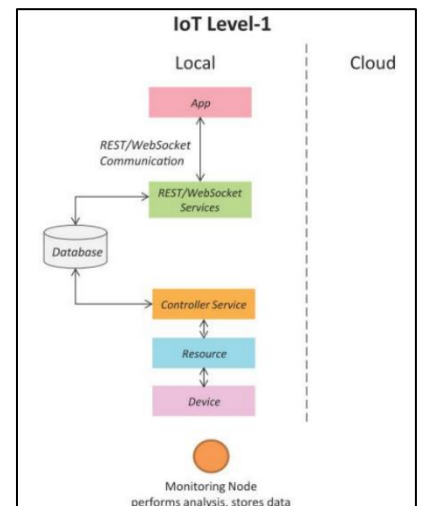 IoT Level-1
Local
Cloud
App
REST/WebSocket
Communication
REST/WebSocket
Services
Database
Controller Service
Resource
Device
Monitoring Node
performs analysis, stores data